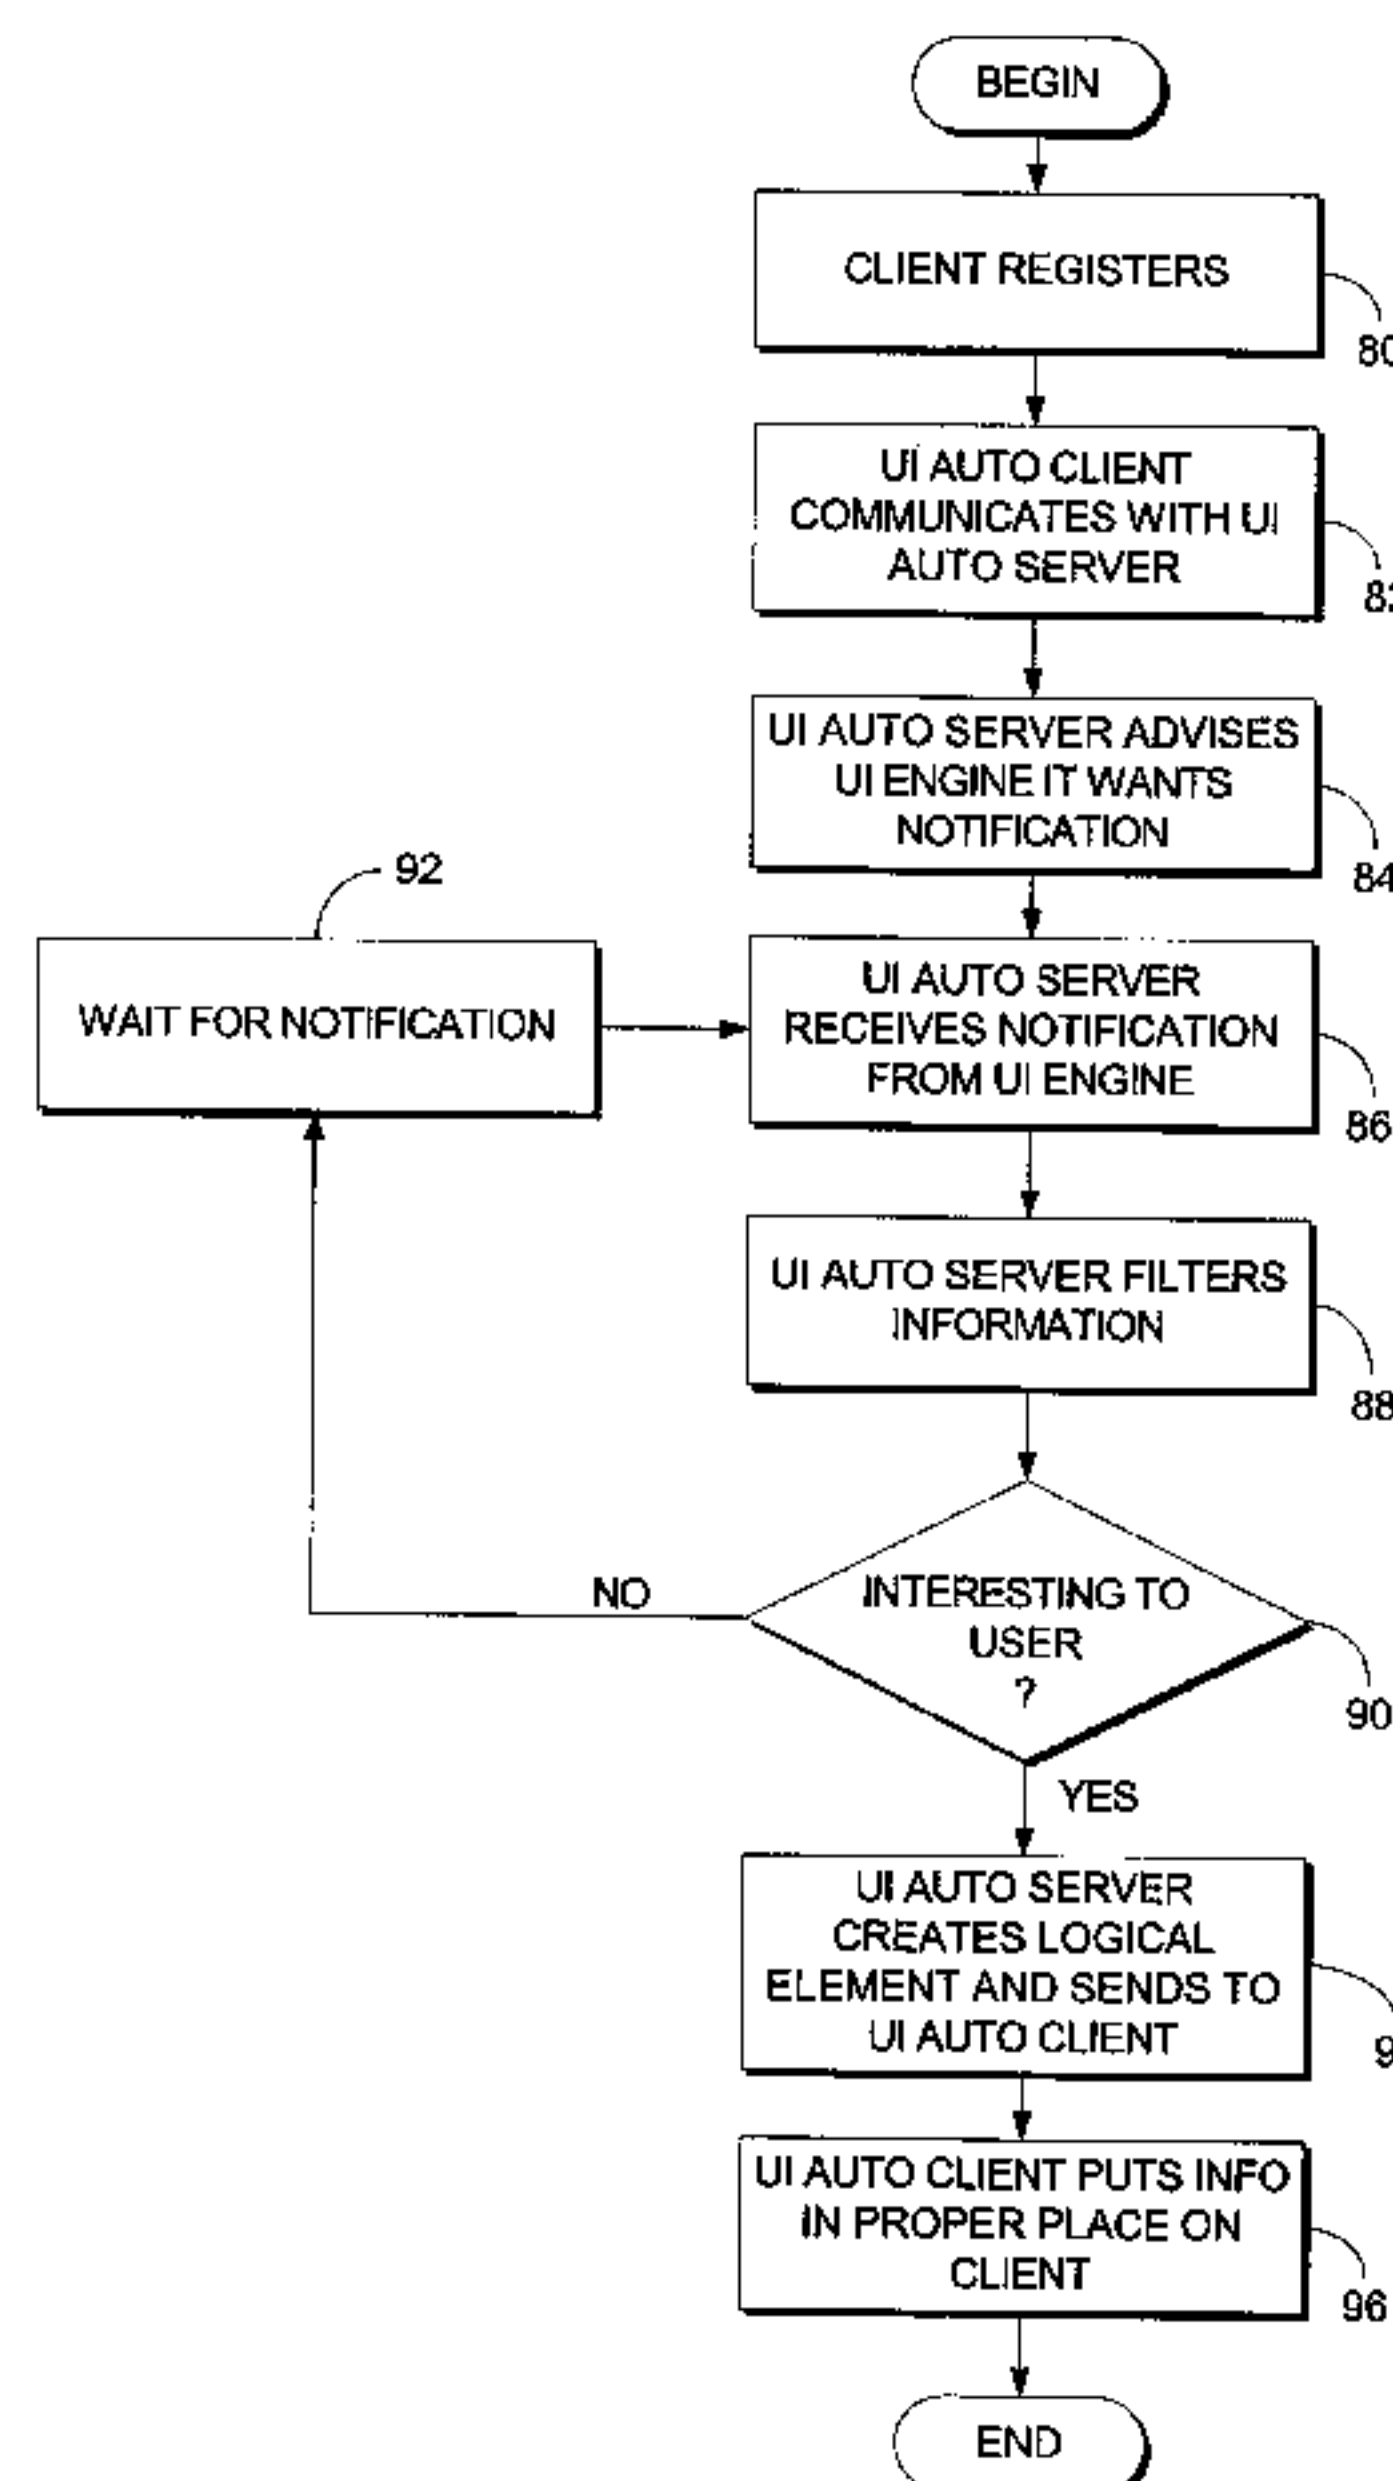 BEGIN
CLIENT REGISTERS
80
UI AUTO CLIENT
COMMUNICATES WITH UI
AUTO SERVER
UI AUTO SERVER ADVISES
UI ENGINE IT WANTS
NOTIFICATION
84
92
WAIT FOR NOTIFICATION
UI AUTO SERVER
RECEIVES NOTIFICATION
FROM UI ENGINE
86
UI AUTO SERVER FILTERS
INFORMATION
88
NO
INTERESTING TO
USER
?
90
YES
UI AUTO SERVER
CREATES LOGICAL
ELEMENT AND SENDS TO
UI AUTO CLIENT
UI AUTO CLIENT PUTS INFO
IN PROPER PLACE ON
CLIENT
96
END